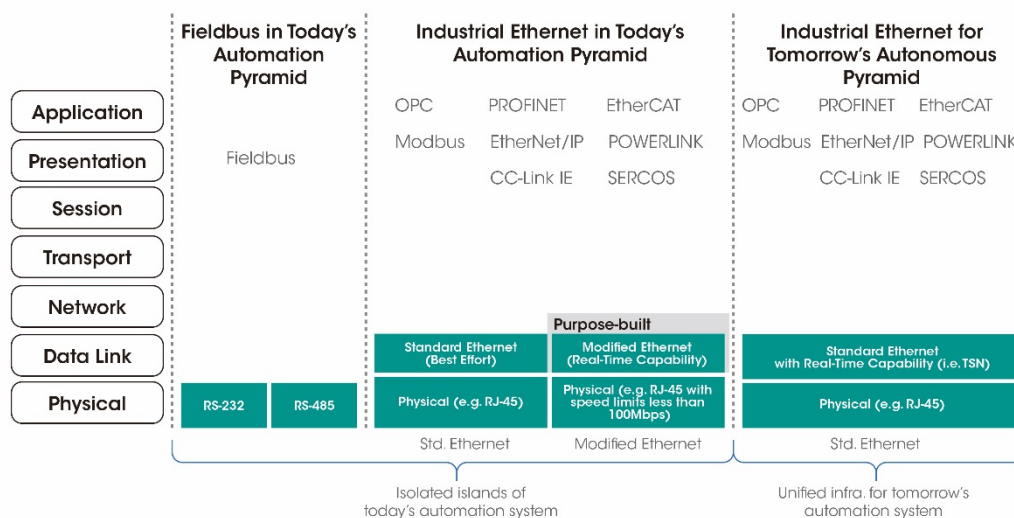 Fieldbus in Today's
Automation
Pyramid
Industrial Ethernet in Today's
Automation Pyramid
Industrial Ethernet for
Tomorrow's Autonomous
Pyramid
Application
Presentation
Session
Transport
Network
Data Link
Physical
Fieldbus
RS-232
RS-485
OPC
PROFINET
EtherCAT
Modbus
EtherNet/IP
POWERLINK
CC-Link IE
SERCOS
Purpose-built
Standard Ethernet
(Best Effort)
Modified Ethernet
(Real-Time Capability)
Physical (e.g. RJ-45)
Physical (e.g. RJ-45 with
speed limits less than
100Mbps)
Std. Ethernet
Modified Ethernet
OPC
PROFINET
EtherCAT
Modbus
EtherNet/IP
POWERLINK
CC-Link IE
SERCOS
Standard Ethernet
with Real-Time Capability (i.e. TSN)
Physical (e.g. RJ-45)
Std. Ethernet
Isolated islands of
today's automation system
Unified infra. for tomorrow's
automation system